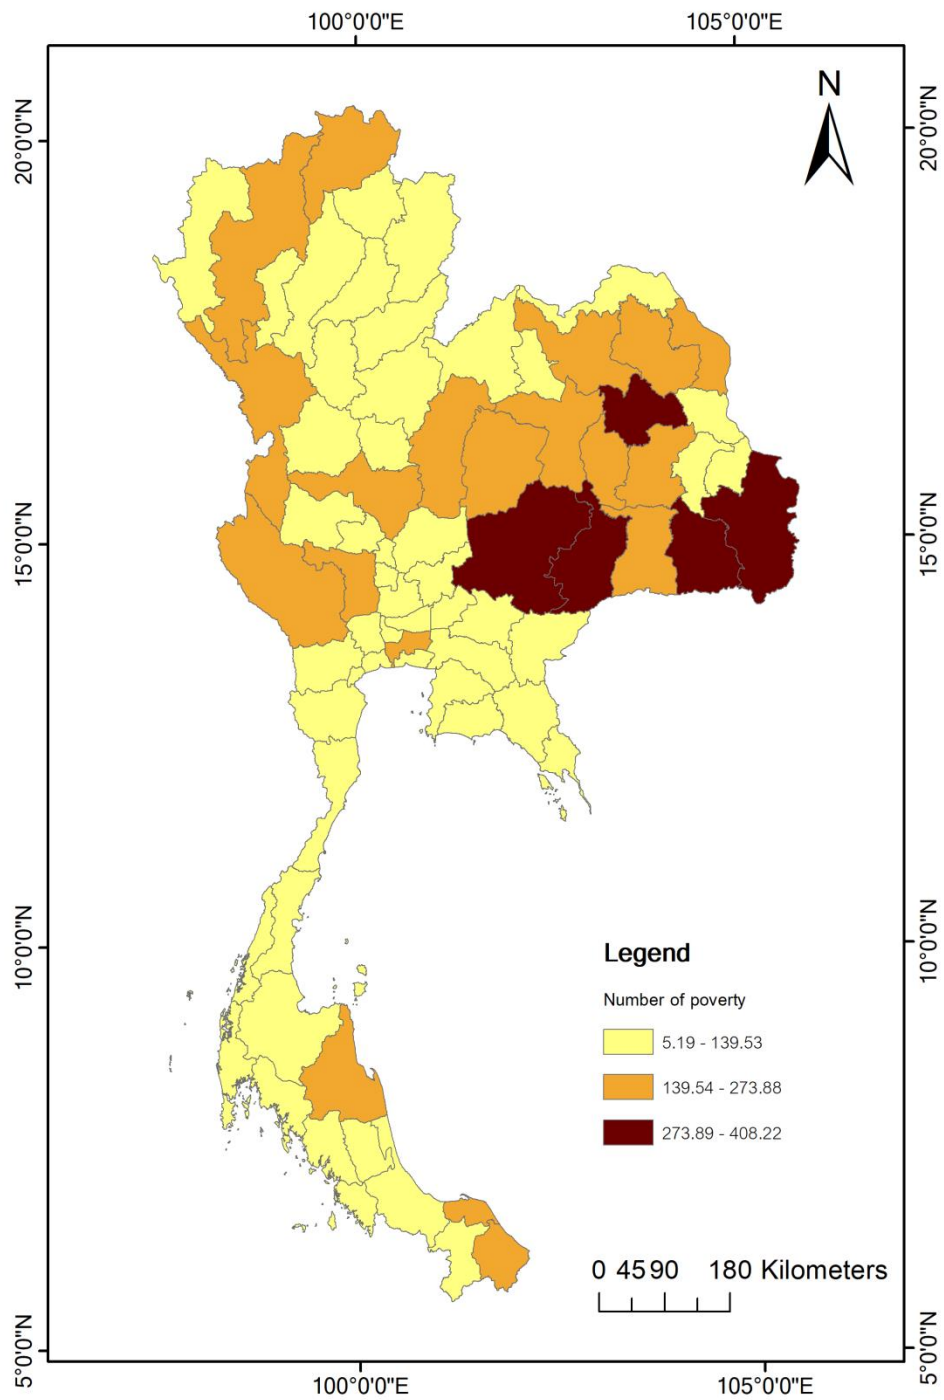 100°0'0"E 105°0'0"E
N
20°0'0"N 20°0'0"N
15°0'0"N 15°0'0"N
10°0'0"N 10°0'0"N
Legend
Number of poverty
5.19 - 139.53
139.54 - 273.88
273.89 - 408.22
0 45 90 180 Kilometers
5°0'0"N 5°0'0"N
100°0'0"E 105°0'0"E